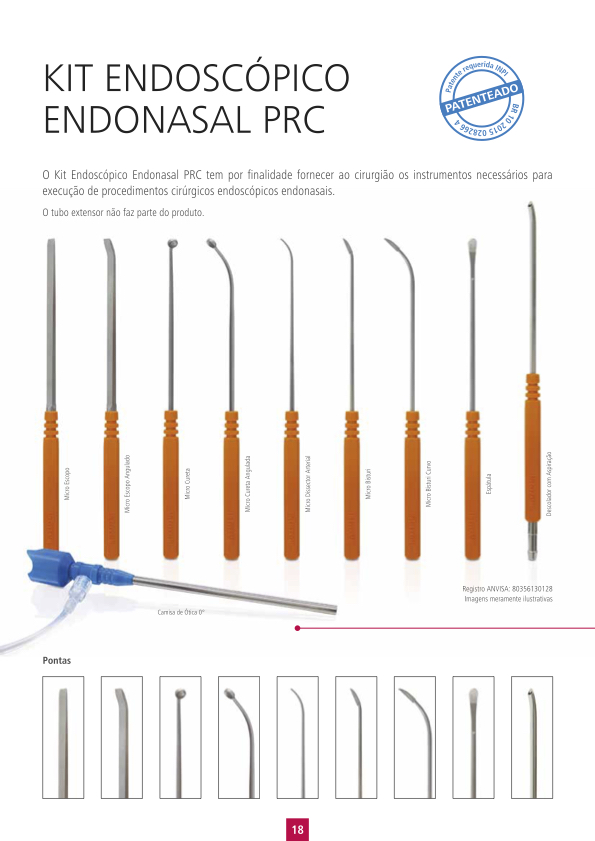 KIT ENDOSCÓPICO
ENDONASAL PRC
Patente requerida INPI
PATENTEADO
BR 10 2015 028266 4
O Kit Endoscópico Endonasal PRC tem por finalidade fornecer ao cirurgião os instrumentos necessários para
execução de procedimentos cirúrgicos endoscópicos endonasais.
O tubo extensor não faz parte do produto.
Micro Escopo
Micro Escopo Angulado
Micro Cureta
Micro Cureta Angulada
Micro Dissector Arterial
Micro Bisturi
Micro Bisturi Curvo
Espátula
Descolador com Aspiração
Camisa de Ótica 0°
Registro ANVISA: 80356130128
Imagens meramente ilustrativas
Pontas
18